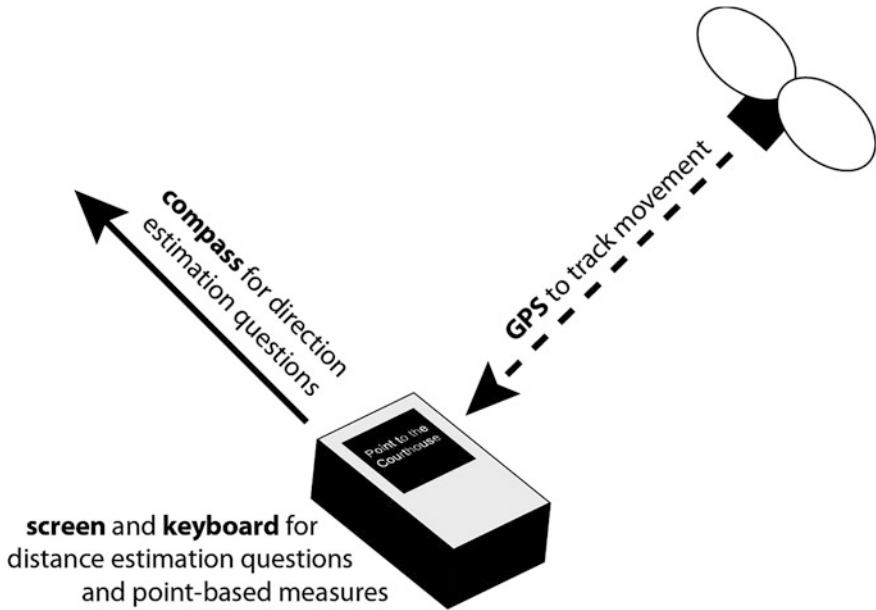 compass for direction
estimation questions
GPS to track movement
Point to the
Courthouse
screen and keyboard for
distance estimation questions
and point-based measures